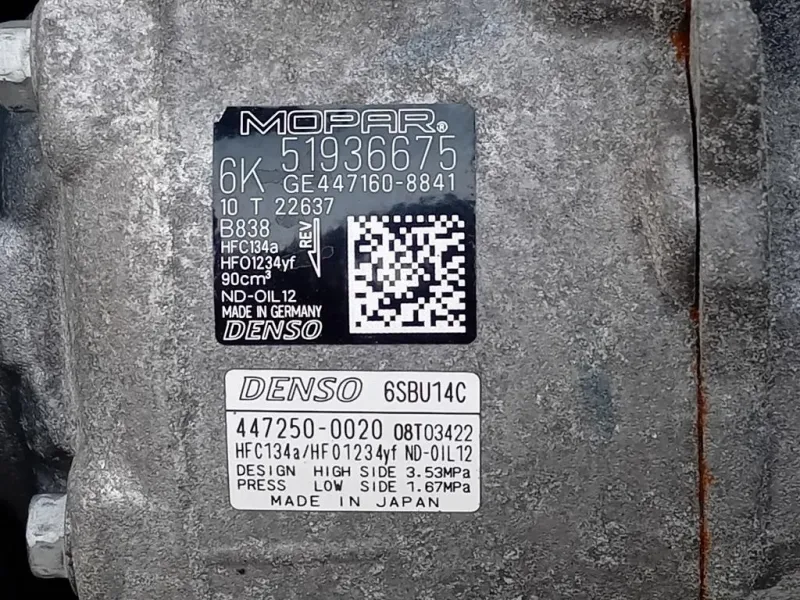 MOPAR®
6K 51936675
GE447160-8841
10 T 22637
B838
REV
HFC134a
HFO1234yf
90cm³
ND-OIL12
MADE IN GERMANY
DENSO
DENSO 6SBU14C
447250-0020 08T03422
HFC134a/HFO1234yf ND-OIL12
DESIGN HIGH SIDE 3.53MPa
PRESS LOW SIDE 1.67MPa
MADE IN JAPAN